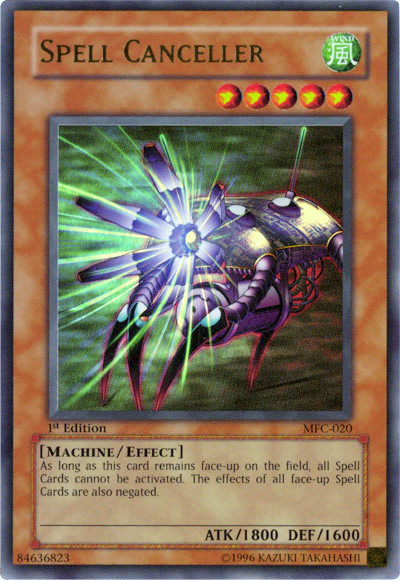 SPELL CANCELLER
WIND
風
1st Edition
MFC-020
[MACHINE/EFFECT]
As long as this card remains face-up on the field, all Spell
Cards cannot be activated. The effects of all face-up Spell
Cards are also negated.
ATK/1800 DEF/1600
84636823
©1996 KAZUKI TAKAHASHI